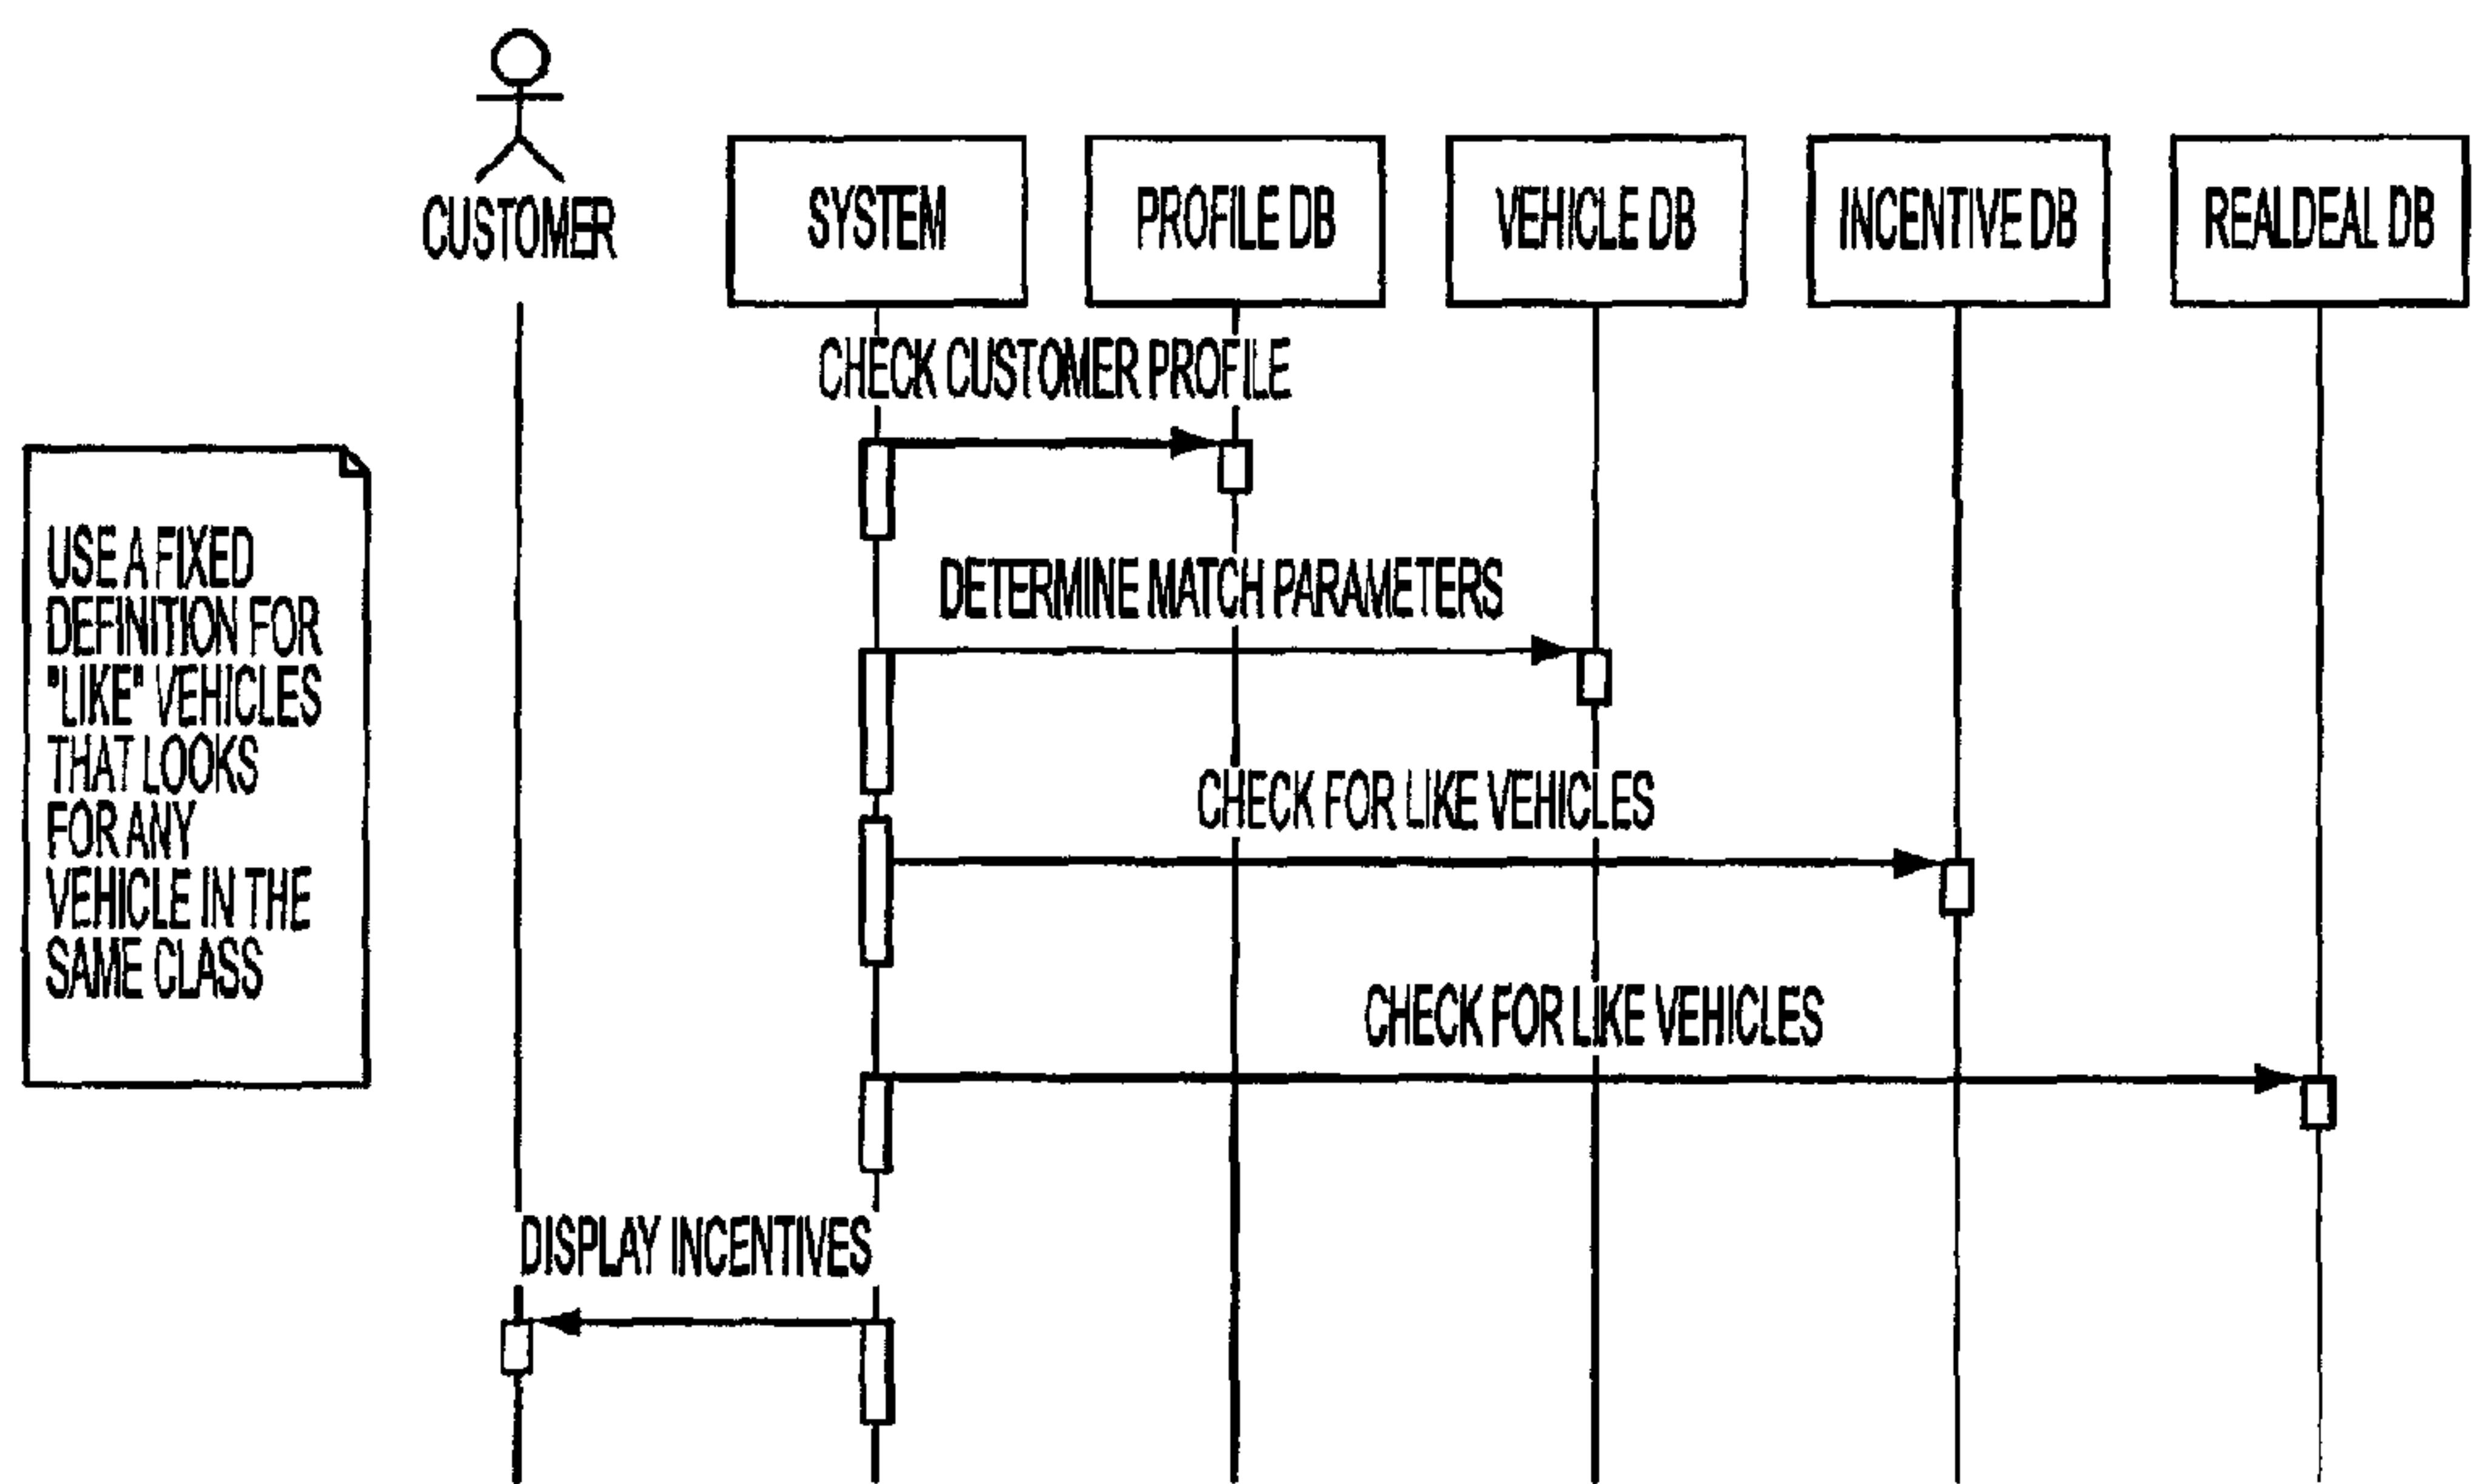 CUSTOMER
SYSTEM
PROFILE DB
VEHICLE DB
INCENTIVE DB
REALDEAL DB
CHECK CUSTOMER PROFILE
USE A FIXED
DEFINITION FOR
"LIKE" VEHICLES
THAT LOOKS
FOR ANY
VEHICLE IN THE
SAME CLASS
DETERMINE MATCH PARAMETERS
CHECK FOR LIKE VEHICLES
CHECK FOR LIKE VEHICLES
DISPLAY INCENTIVES